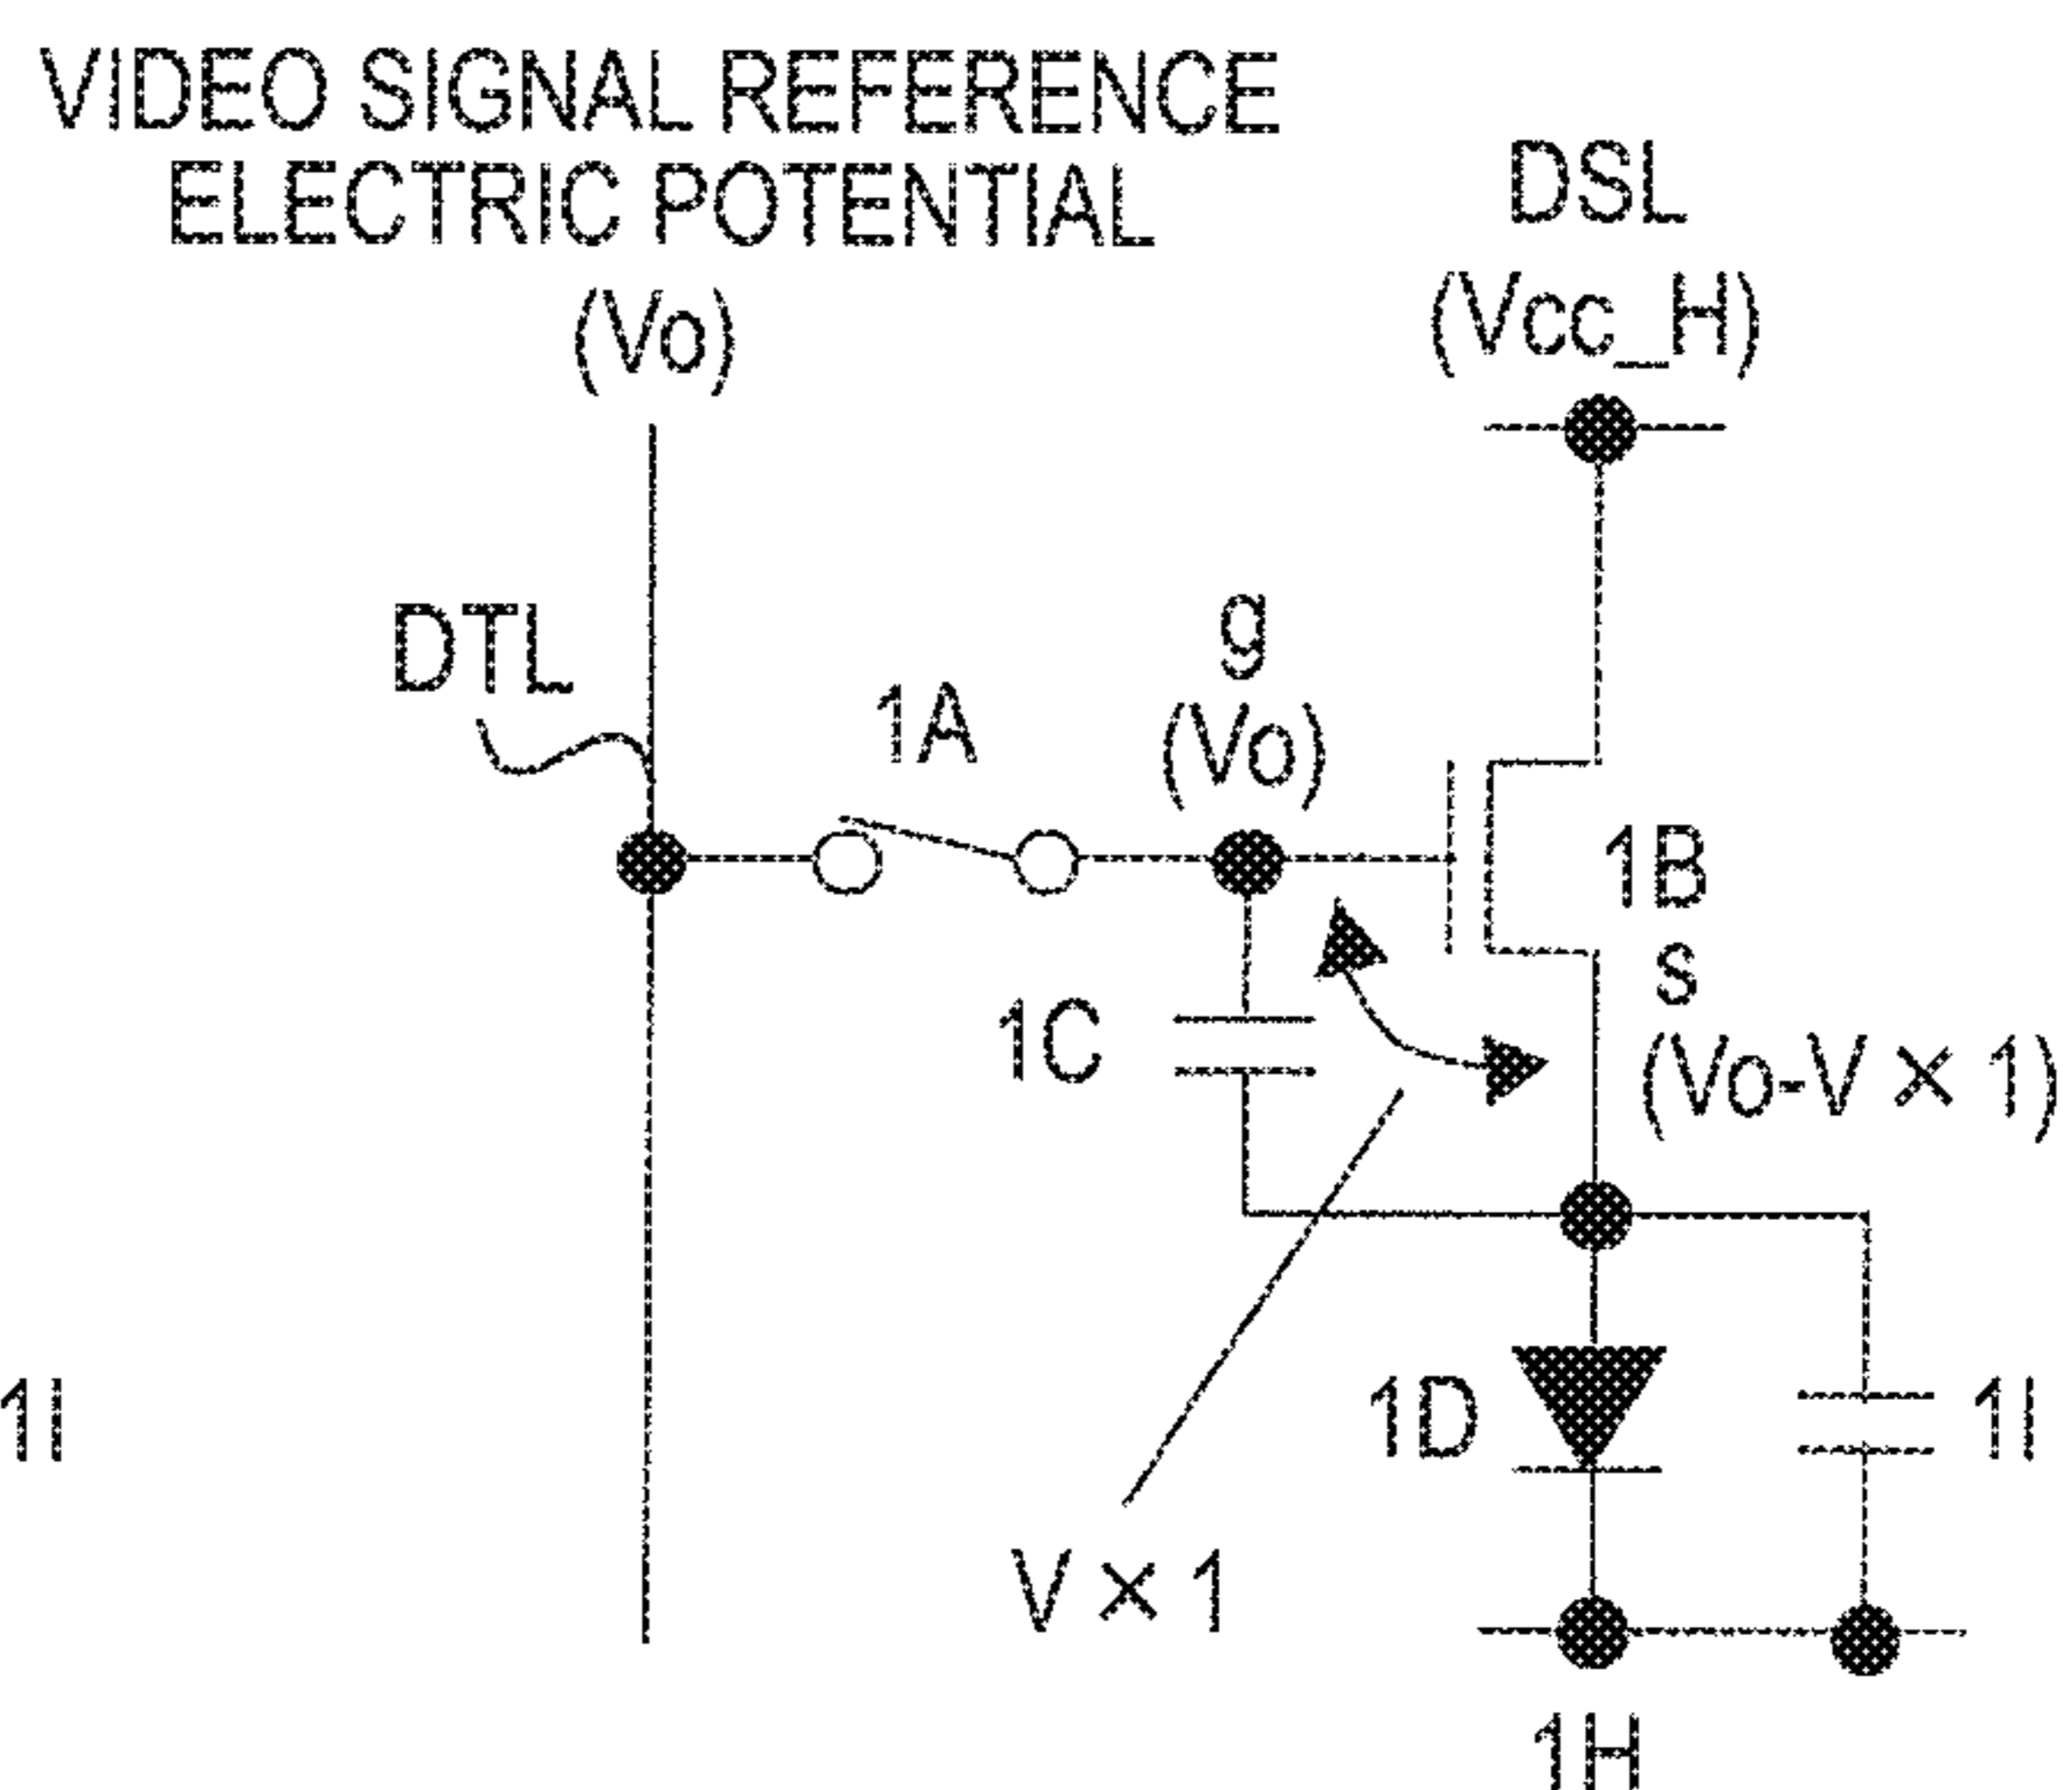 VIDEO SIGNAL REFERENCE
ELECTRIC POTENTIAL
(Vo)
DSL
(Vcc_H)
DTL
1A
g
(Vo)
1B
s
(Vo-V × 1)
1C
1I
1D
1I
V × 1
1H